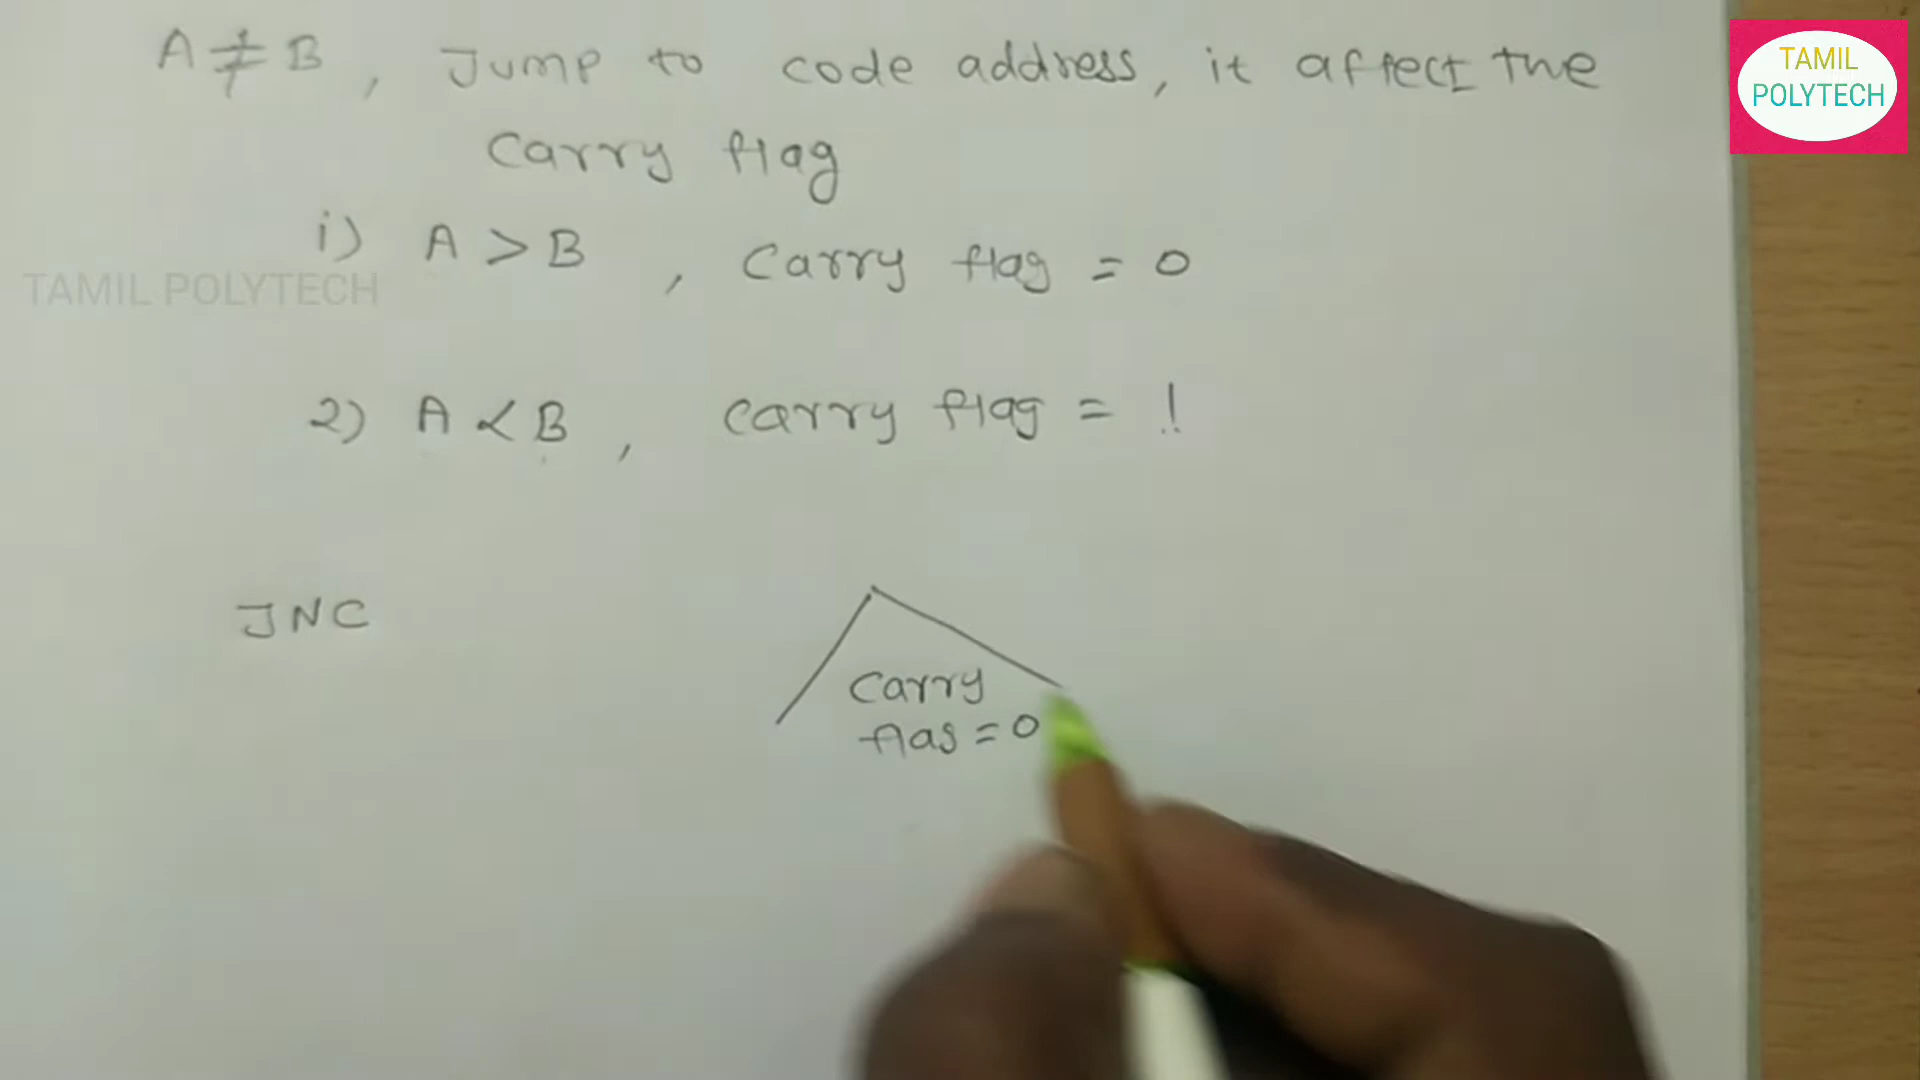 A ≠ B , Jump to code address, it affect the
carry flag
i) A > B , carry flag = 0
2) A < B , carry flag = !
JNC
carry
flag = 0
TAMIL
POLYTECH
TAMIL POLYTECH